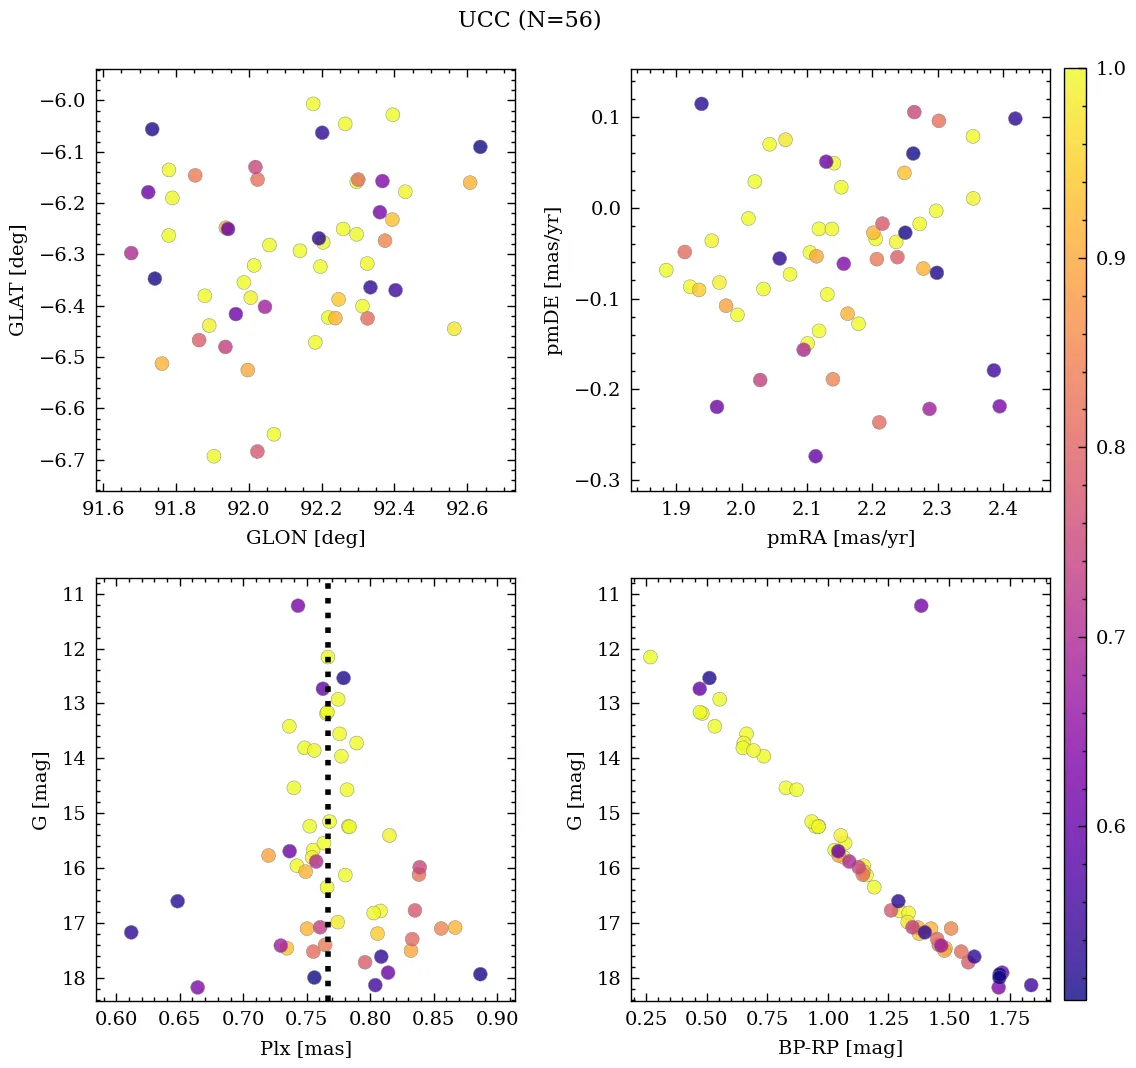 UCC (N=56)
−6.0
−6.1
−6.2
−6.3
−6.4
−6.5
−6.6
−6.7
GLAT [deg]
91.6 91.8 92.0 92.2 92.4 92.6
GLON [deg]
0.1
0.0
−0.1
−0.2
−0.3
pmDE [mas/yr]
1.9 2.0 2.1 2.2 2.3 2.4
pmRA [mas/yr]
11
12
13
14
15
16
17
18
G [mag]
0.60 0.65 0.70 0.75 0.80 0.85 0.90
Plx [mas]
11
12
13
14
15
16
17
18
G [mag]
0.25 0.50 0.75 1.00 1.25 1.50 1.75
BP-RP [mag]
1.0
0.9
0.8
0.7
0.6